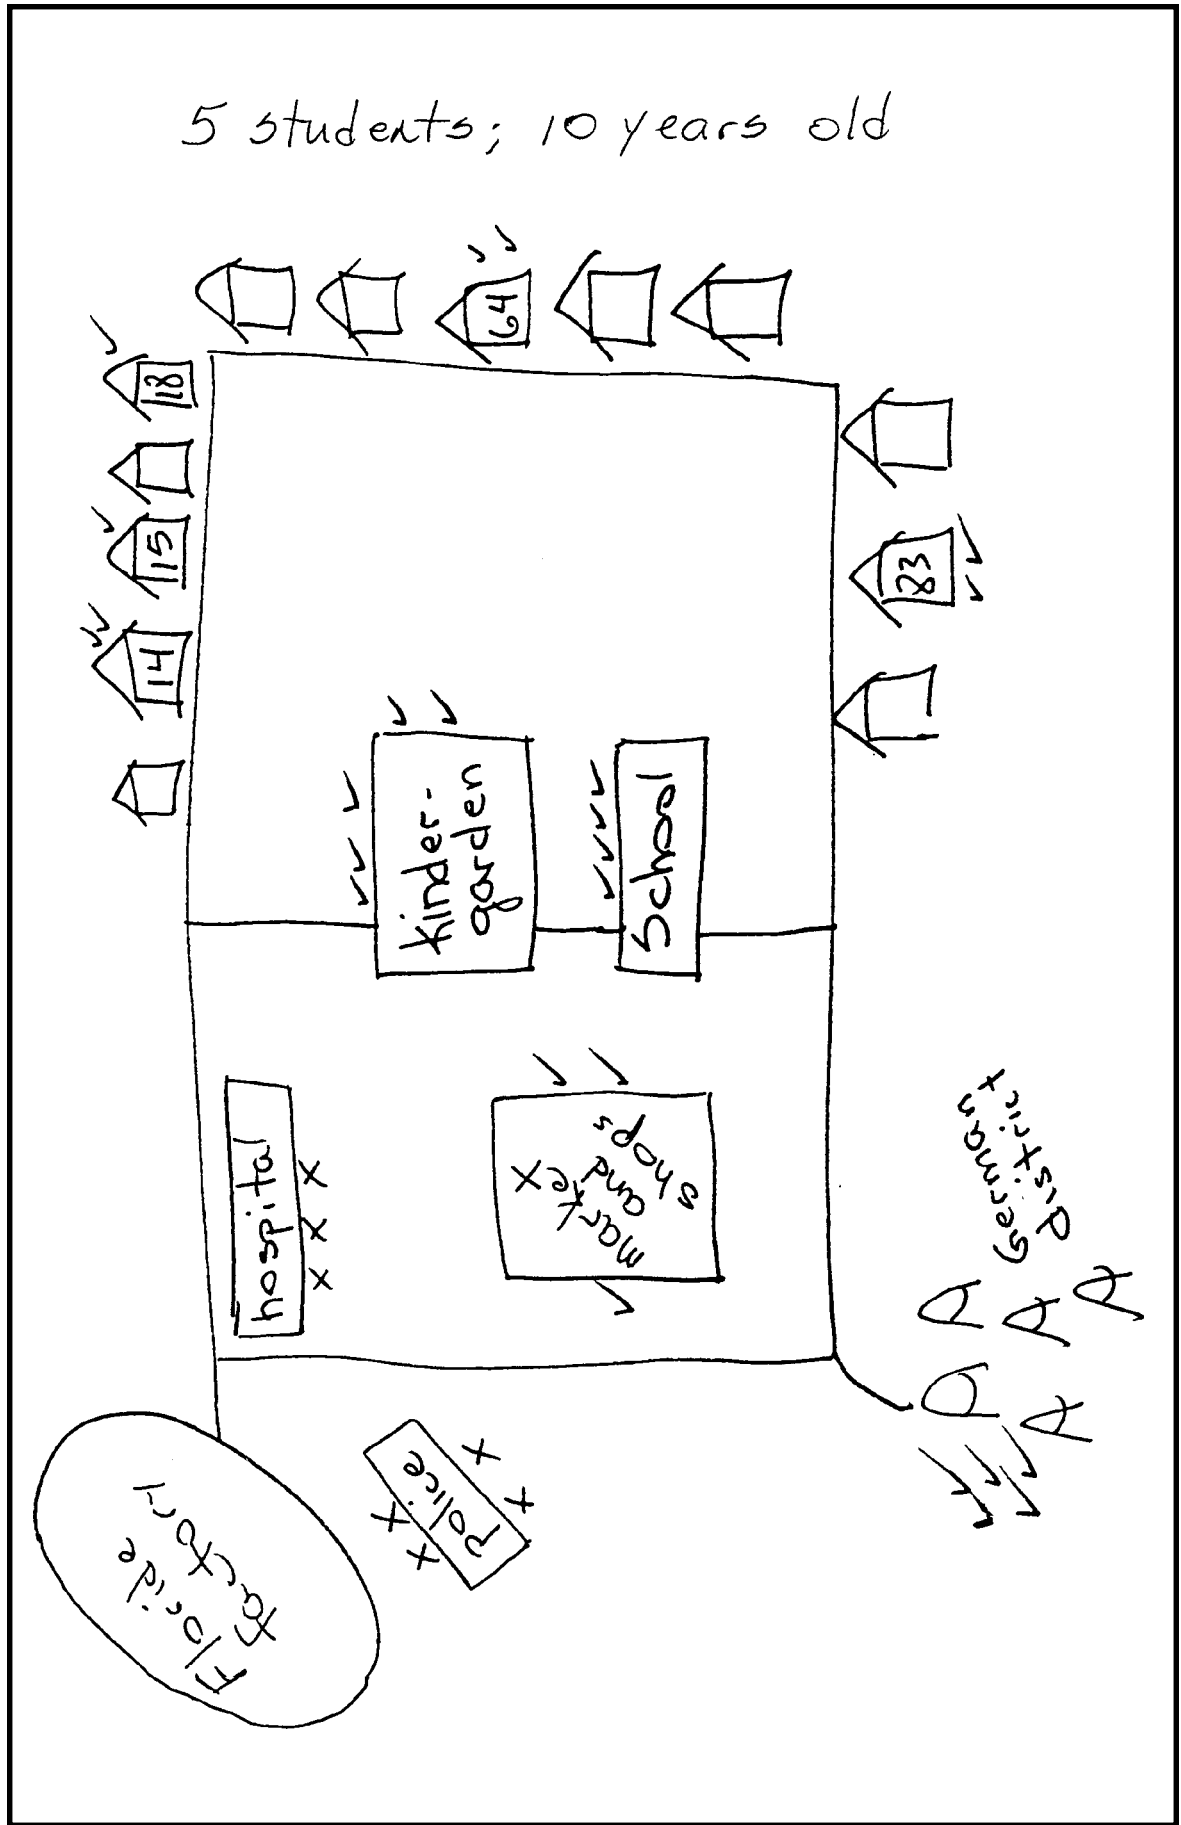 5 students; 10 years old
64
18
15
14
83
Kinder-
garden
School
hospital
market
and
shops
German
district
Police
Floride
factory